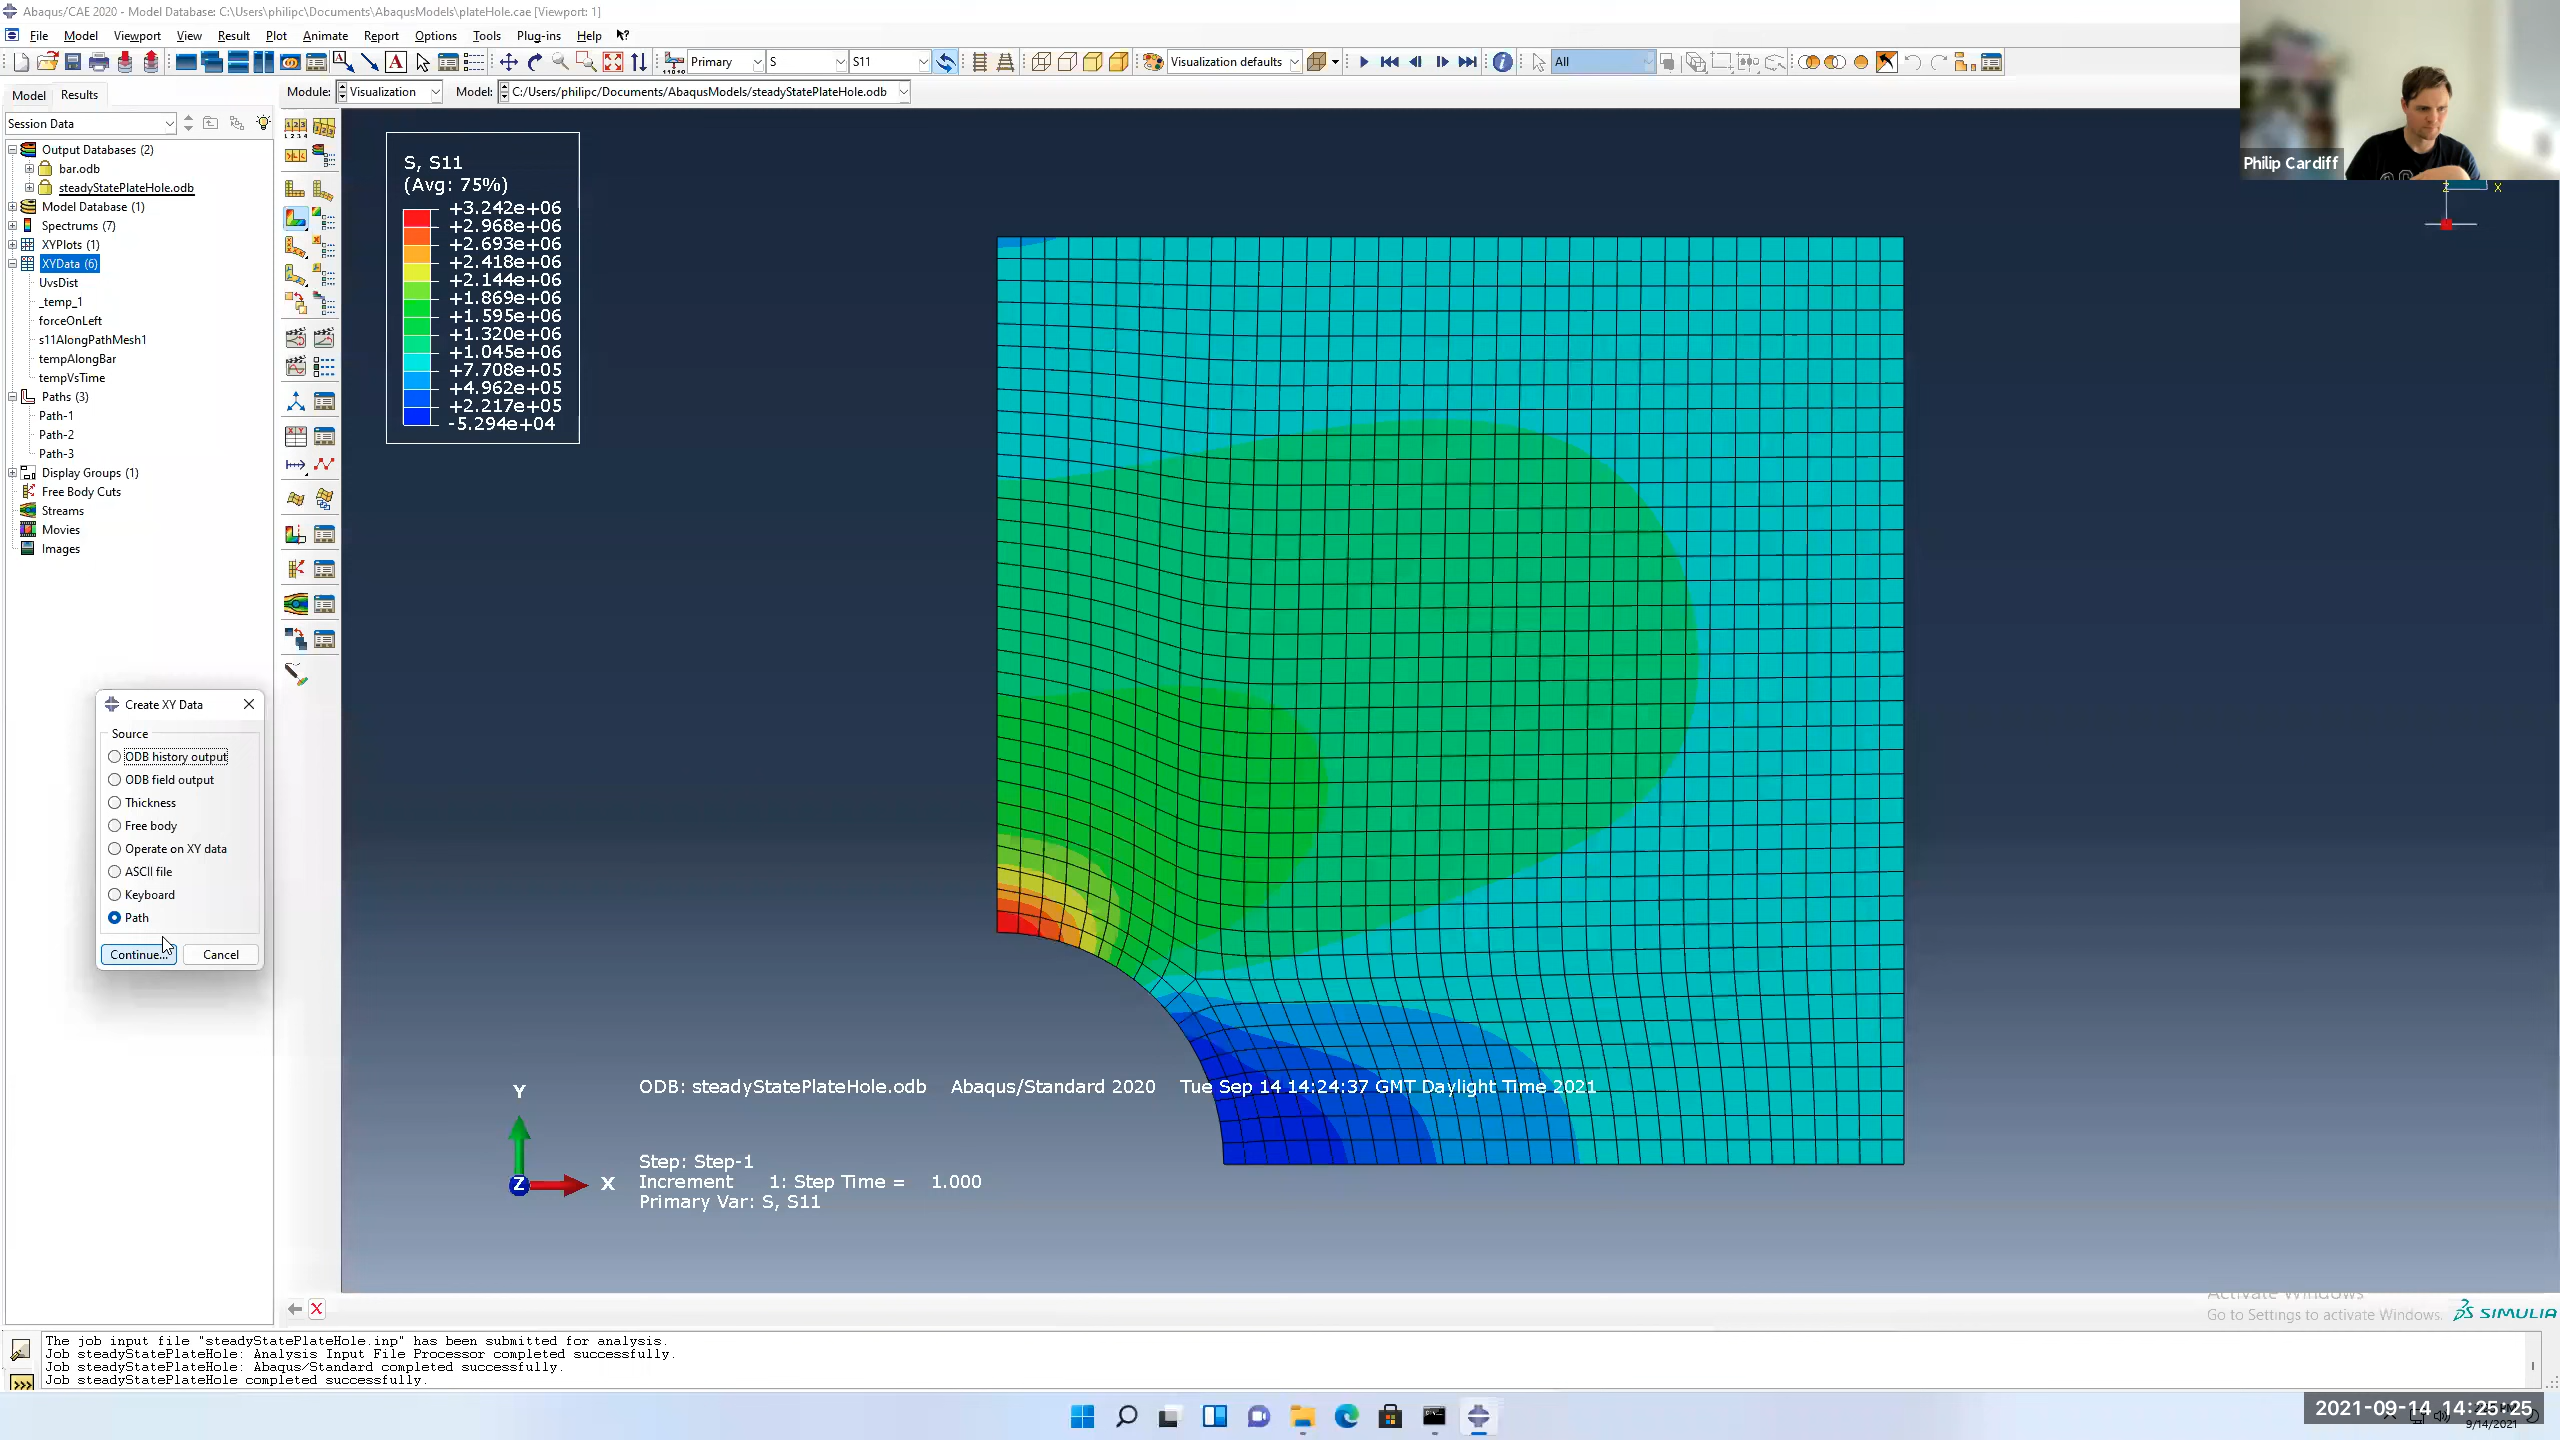 Abaqus/CAE 2020 - Model Database: C:\Users\philipc\Documents\AbaqusModels\plateHole.cae [Viewport: 1]
File Model Viewport View Result Plot Animate Report Options Tools Plug-ins Help
Primary S S11 Visualization defaults All
Model Results Module: Visualization Model: C:/Users/philipc/Documents/AbaqusModels/steadyStatePlateHole.odb
Session Data
Output Databases (2)
bar.odb
steadyStatePlateHole.odb
Model Database (1)
Spectrums (7)
XYPlots (1)
XYData (6)
UvsDist
_temp_1
forceOnLeft
s11AlongPathMesh1
tempAlongBar
tempVsTime
Paths (3)
Path-1
Path-2
Path-3
Display Groups (1)
Free Body Cuts
Streams
Movies
Images
Create XY Data
Source
ODB history output
ODB field output
Thickness
Free body
Operate on XY data
ASCII file
Keyboard
Path
Continue...
Cancel
S, S11
(Avg: 75%)
+3.242e+06
+2.968e+06
+2.693e+06
+2.418e+06
+2.144e+06
+1.869e+06
+1.595e+06
+1.320e+06
+1.045e+06
+7.708e+05
+4.962e+05
+2.217e+05
-5.294e+04
Philip Cardiff
Z X
Y
Z X
ODB: steadyStatePlateHole.odb Abaqus/Standard 2020 Tue Sep 14 14:24:37 GMT Daylight Time 2021
Step: Step-1
Increment 1: Step Time = 1.000
Primary Var: S, S11
Activate Windows
Go to Settings to activate Windows.
SIMULIA
The job input file "steadyStatePlateHole.inp" has been submitted for analysis.
Job steadyStatePlateHole: Analysis Input File Processor completed successfully.
Job steadyStatePlateHole: Abaqus/Standard completed successfully.
Job steadyStatePlateHole completed successfully.
2021-09-14 14:25:25
9/14/2021